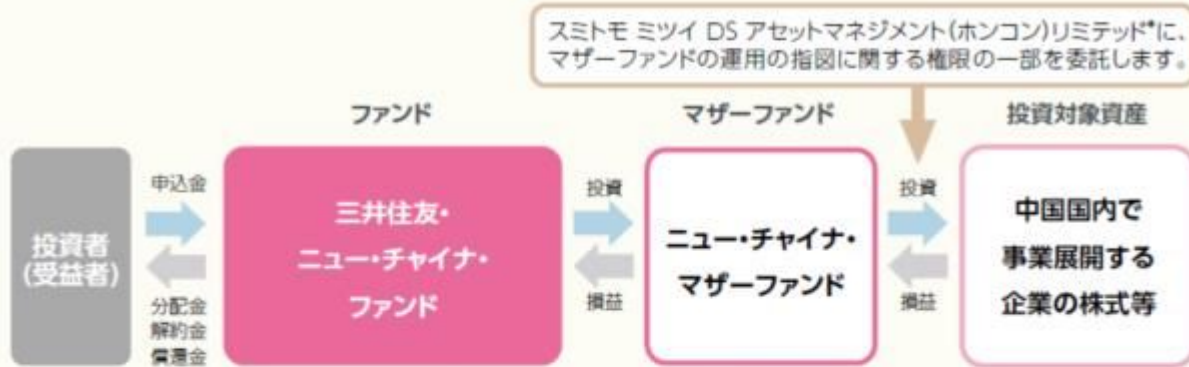 スミトモ ミツイ DS アセットマネジメント(ホンコン)リミテッド*に、
マザーファンドの運用の指図に関する権限の一部を委託します。
ファンド
マザーファンド
投資対象資産
投資者
(受益者)
申込金
分配金
解約金
償還金
三井住友・
ニュー・チャイナ・
ファンド
投資
損益
ニュー・チャイナ・
マザーファンド
投資
損益
中国国内で
事業展開する
企業の株式等